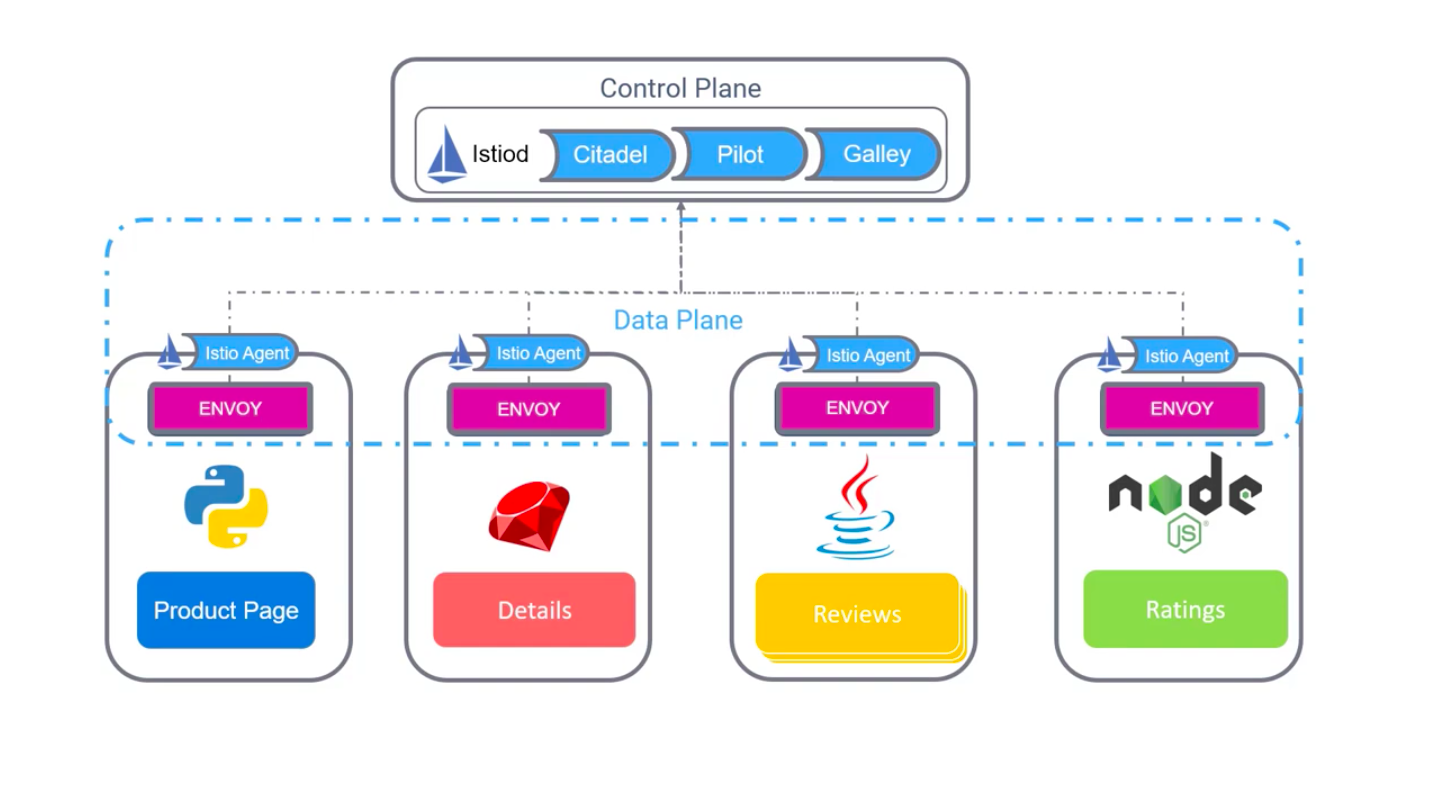 Control Plane
Istiod
Citadel
Pilot
Galley
Data Plane
Istio Agent
Istio Agent
Istio Agent
Istio Agent
ENVOY
ENVOY
ENVOY
ENVOY
node
JS
®
Product Page
Details
Reviews
Ratings